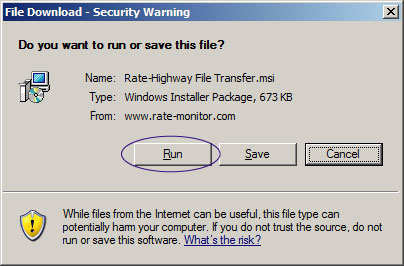 File Download - Security Warning
Do you want to run or save this file?
Name: Rate-Highway File Transfer.msi
Type: Windows Installer Package, 673 KB
From: www.rate-monitor.com
Run Save Cancel
While files from the Internet can be useful, this file type can
potentially harm your computer. If you do not trust the source, do not
run or save this software. What's the risk?